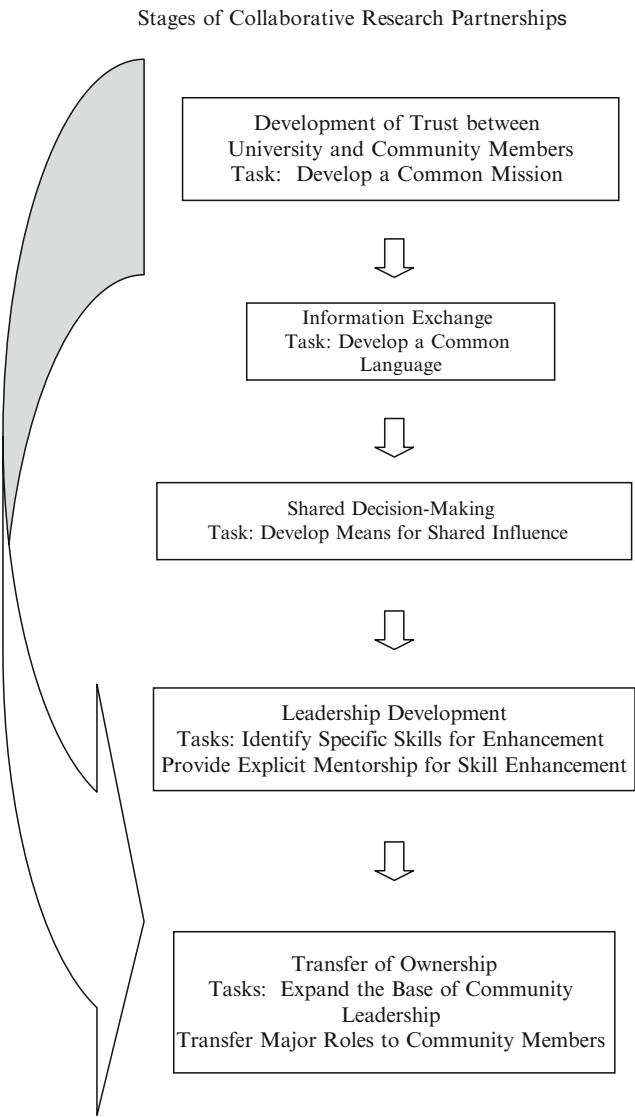 Stages of Collaborative Research Partnerships
Development of Trust between
University and Community Members
Task: Develop a Common Mission
Information Exchange
Task: Develop a Common
Language
Shared Decision-Making
Task: Develop Means for Shared Influence
Leadership Development
Tasks: Identify Specific Skills for Enhancement
Provide Explicit Mentorship for Skill Enhancement
Transfer of Ownership
Tasks: Expand the Base of Community
Leadership
Transfer Major Roles to Community Members